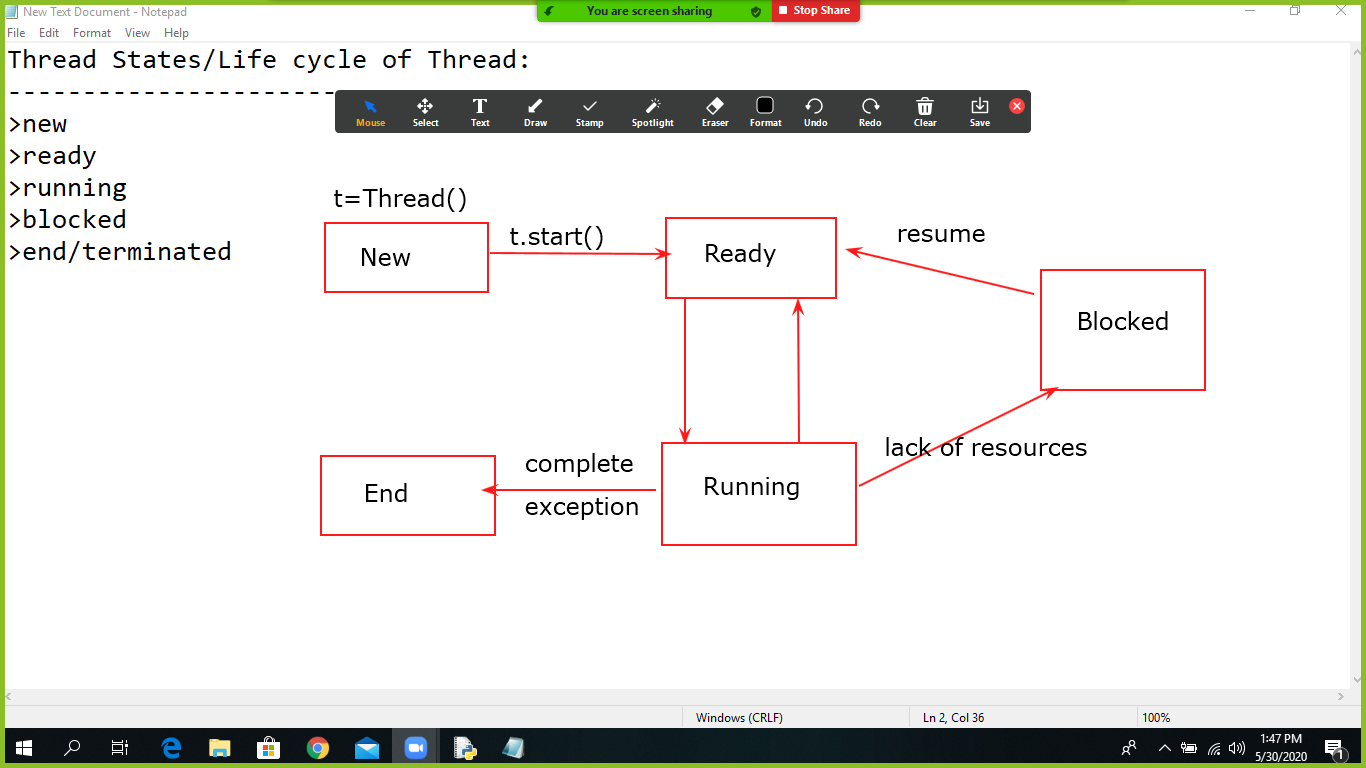 New Text Document - Notepad
You are screen sharing
Stop Share
File Edit Format View Help
Thread States/Life cycle of Thread:
----------------------
Mouse Select Text Draw Stamp Spotlight Eraser Format Undo Redo Clear Save
>new
>ready
>running
>blocked
>end/terminated
t=Thread()
New
t.start()
Ready
resume
Blocked
lack of resources
Running
complete
exception
End
Windows (CRLF)
Ln 2, Col 36
100%
1:47 PM
5/30/2020
1